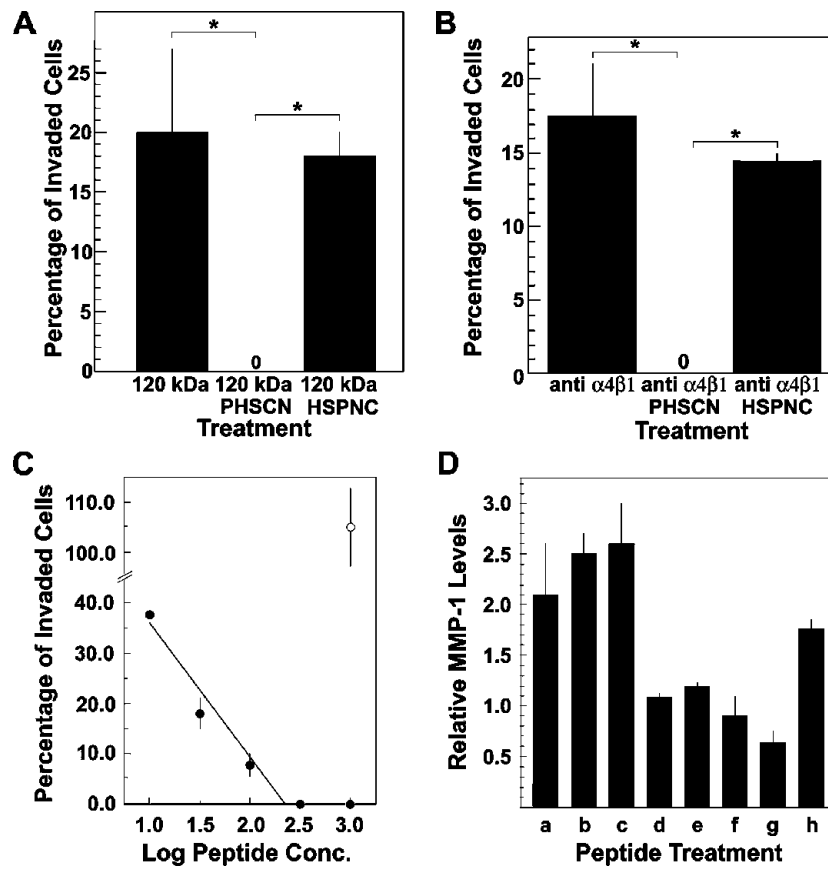 A
Percentage of Invaded Cells
25
20
15
10
5
0
*
*
0
120 kDa 120 kDa 120 kDa
PHSCN HSPNC
Treatment
B
Percentage of Invaded Cells
20
15
10
5
0
*
*
0
anti α4β1 anti α4β1 anti α4β1
PHSCN HSPNC
Treatment
C
Percentage of Invaded Cells
110.0
100.0
40.0
30.0
20.0
10.0
0.0
1.0 1.5 2.0 2.5 3.0
Log Peptide Conc.
D
Relative MMP-1 Levels
3.0
2.5
2.0
1.5
1.0
0.5
a b c d e f g h
Peptide Treatment